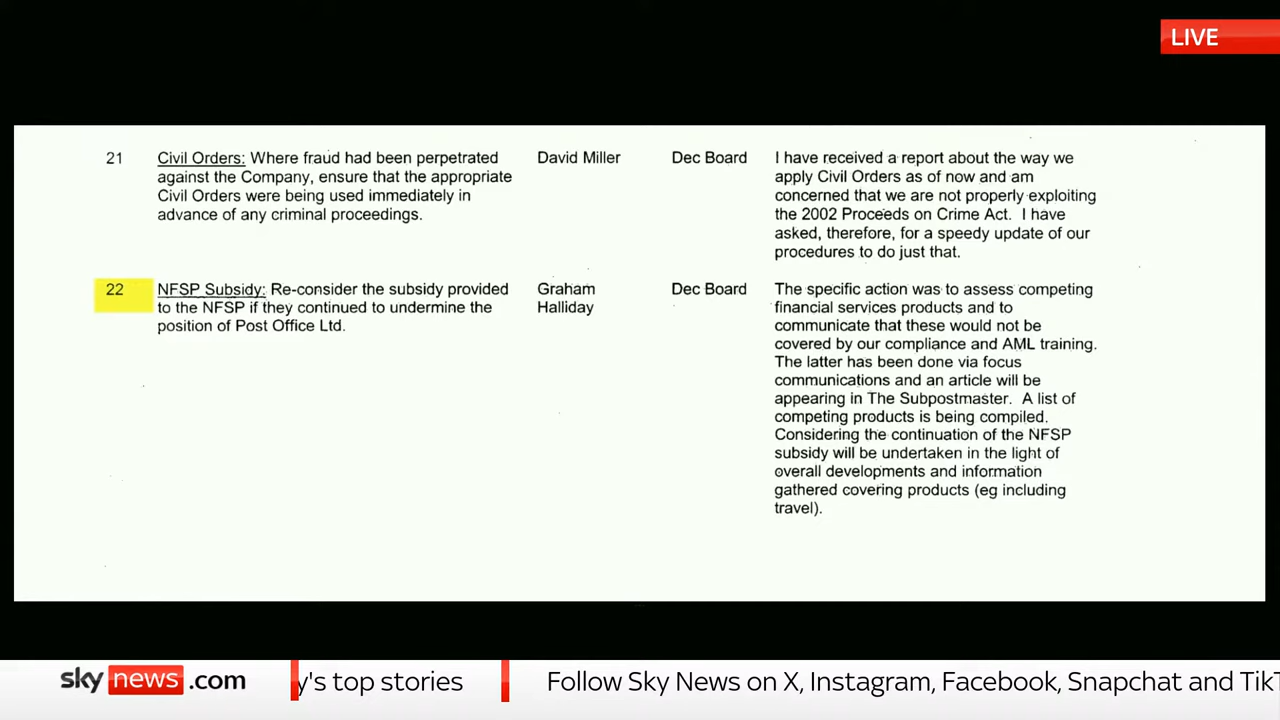 LIVE
21
Civil Orders: Where fraud had been perpetrated
against the Company, ensure that the appropriate
Civil Orders were being used immediately in
advance of any criminal proceedings.
David Miller
Dec Board
I have received a report about the way we
apply Civil Orders as of now and am
concerned that we are not properly exploiting
the 2002 Proceeds on Crime Act. I have
asked, therefore, for a speedy update of our
procedures to do just that.
22
NFSP Subsidy: Re-consider the subsidy provided
to the NFSP if they continued to undermine the
position of Post Office Ltd.
Graham
Halliday
Dec Board
The specific action was to assess competing
financial services products and to
communicate that these would not be
covered by our compliance and AML training.
The latter has been done via focus
communications and an article will be
appearing in The Subpostmaster. A list of
competing products is being compiled.
Considering the continuation of the NFSP
subsidy will be undertaken in the light of
overall developments and information
gathered covering products (eg including
travel).
sky news .com
y's top stories
Follow Sky News on X, Instagram, Facebook, Snapchat and TikT